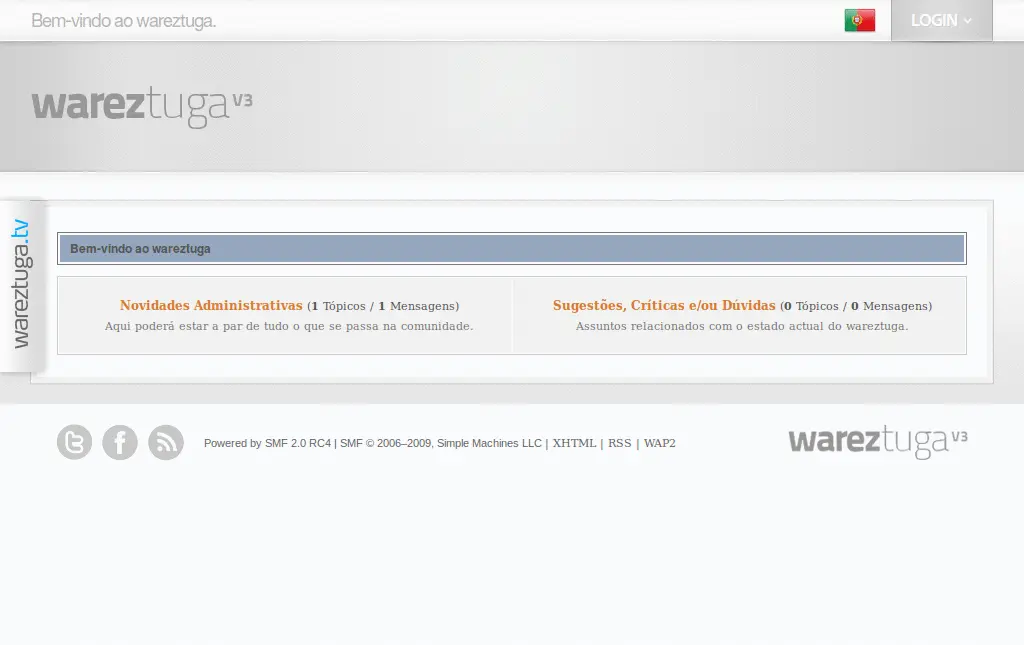 Bem-vindo ao wareztuga.
LOGIN
wareztuga V3
wareztuga.tv
Bem-vindo ao wareztuga
Novidades Administrativas (1 Tópicos / 1 Mensagens)
Aqui poderá estar a par de tudo o que se passa na comunidade.
Sugestões, Críticas e/ou Dúvidas (0 Tópicos / 0 Mensagens)
Assuntos relacionados com o estado actual do wareztuga.
Powered by SMF 2.0 RC4 | SMF © 2006–2009, Simple Machines LLC | XHTML | RSS | WAP2
wareztuga V3